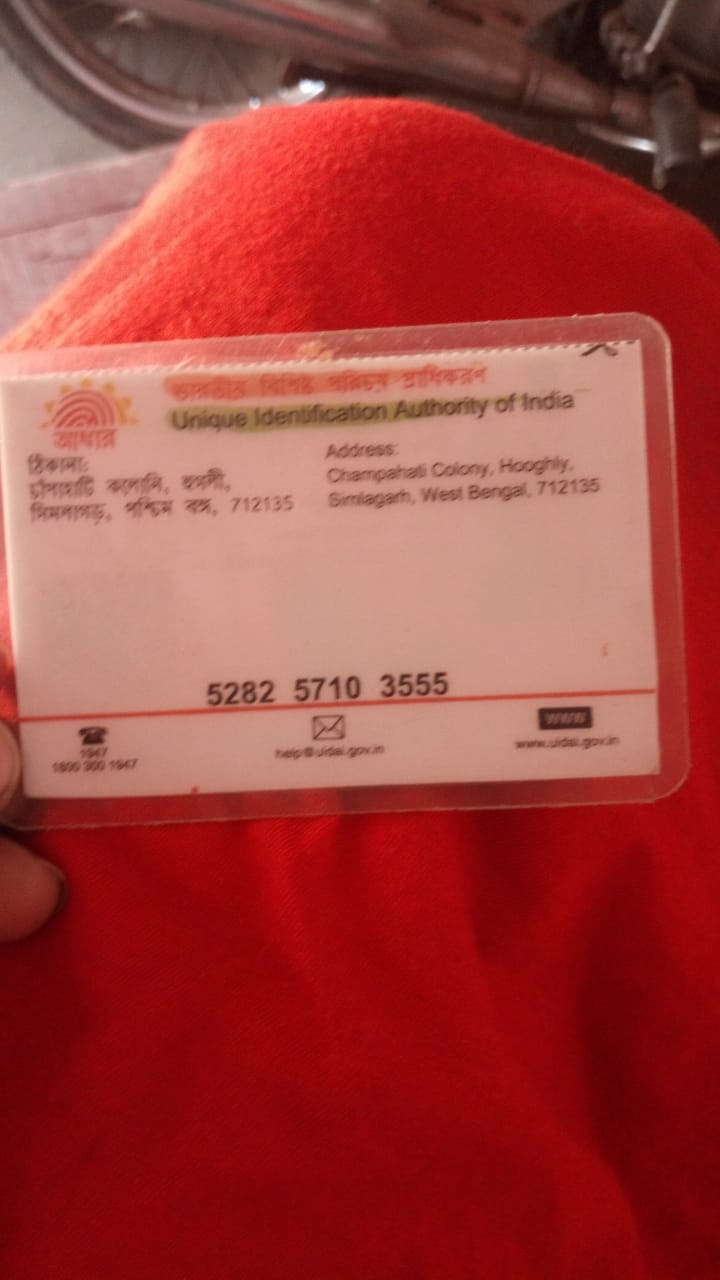 ভারতীয় বিশিষ্ট পরিচয় প্রাধিকরণ
Unique Identification Authority of India
আধার
ঠিকানা:
চাঁপাহাটি কলোনি, হুগলী,
সিমলাগড়, পশ্চিম বঙ্গ, 712135
Address:
Champahati Colony, Hooghly,
Simlagarh, West Bengal, 712135
5282 5710 3555
1947
1800 300 1947
help@uidai.gov.in
www
www.uidai.gov.in